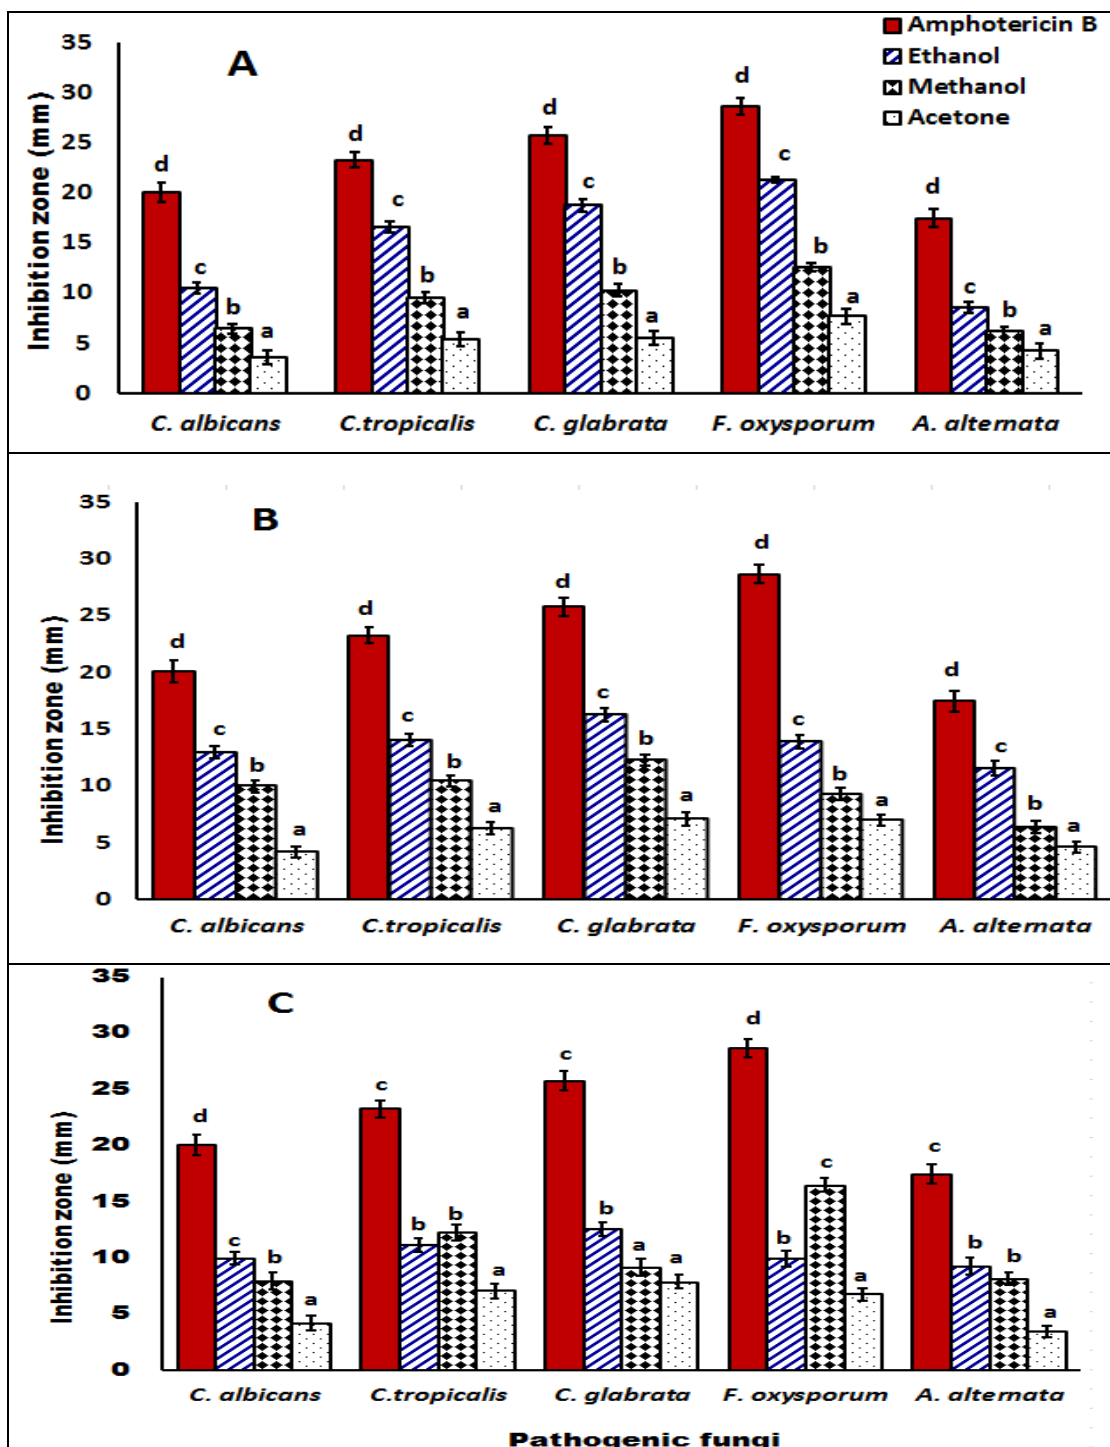 A
Amphotericin B
Ethanol
Methanol
Acetone
Inhibition zone (mm)
35
30
25
20
15
10
5
0
d c b a d c b a d c b a d c b a d c b a
C. albicans C.tropicalis C. glabrata F. oxysporum A. alternata
B
Inhibition zone (mm)
35
30
25
20
15
10
5
0
d c b a d c b a d c b a d c b a d c b a
C. albicans C.tropicalis C. glabrata F. oxysporum A. alternata
C
Inhibition zone (mm)
35
30
25
20
15
10
5
0
d c b a c b b a c b a a d b c a c b b a
C. albicans C.tropicalis C. glabrata F. oxysporum A. alternata
Pathogenic fungi